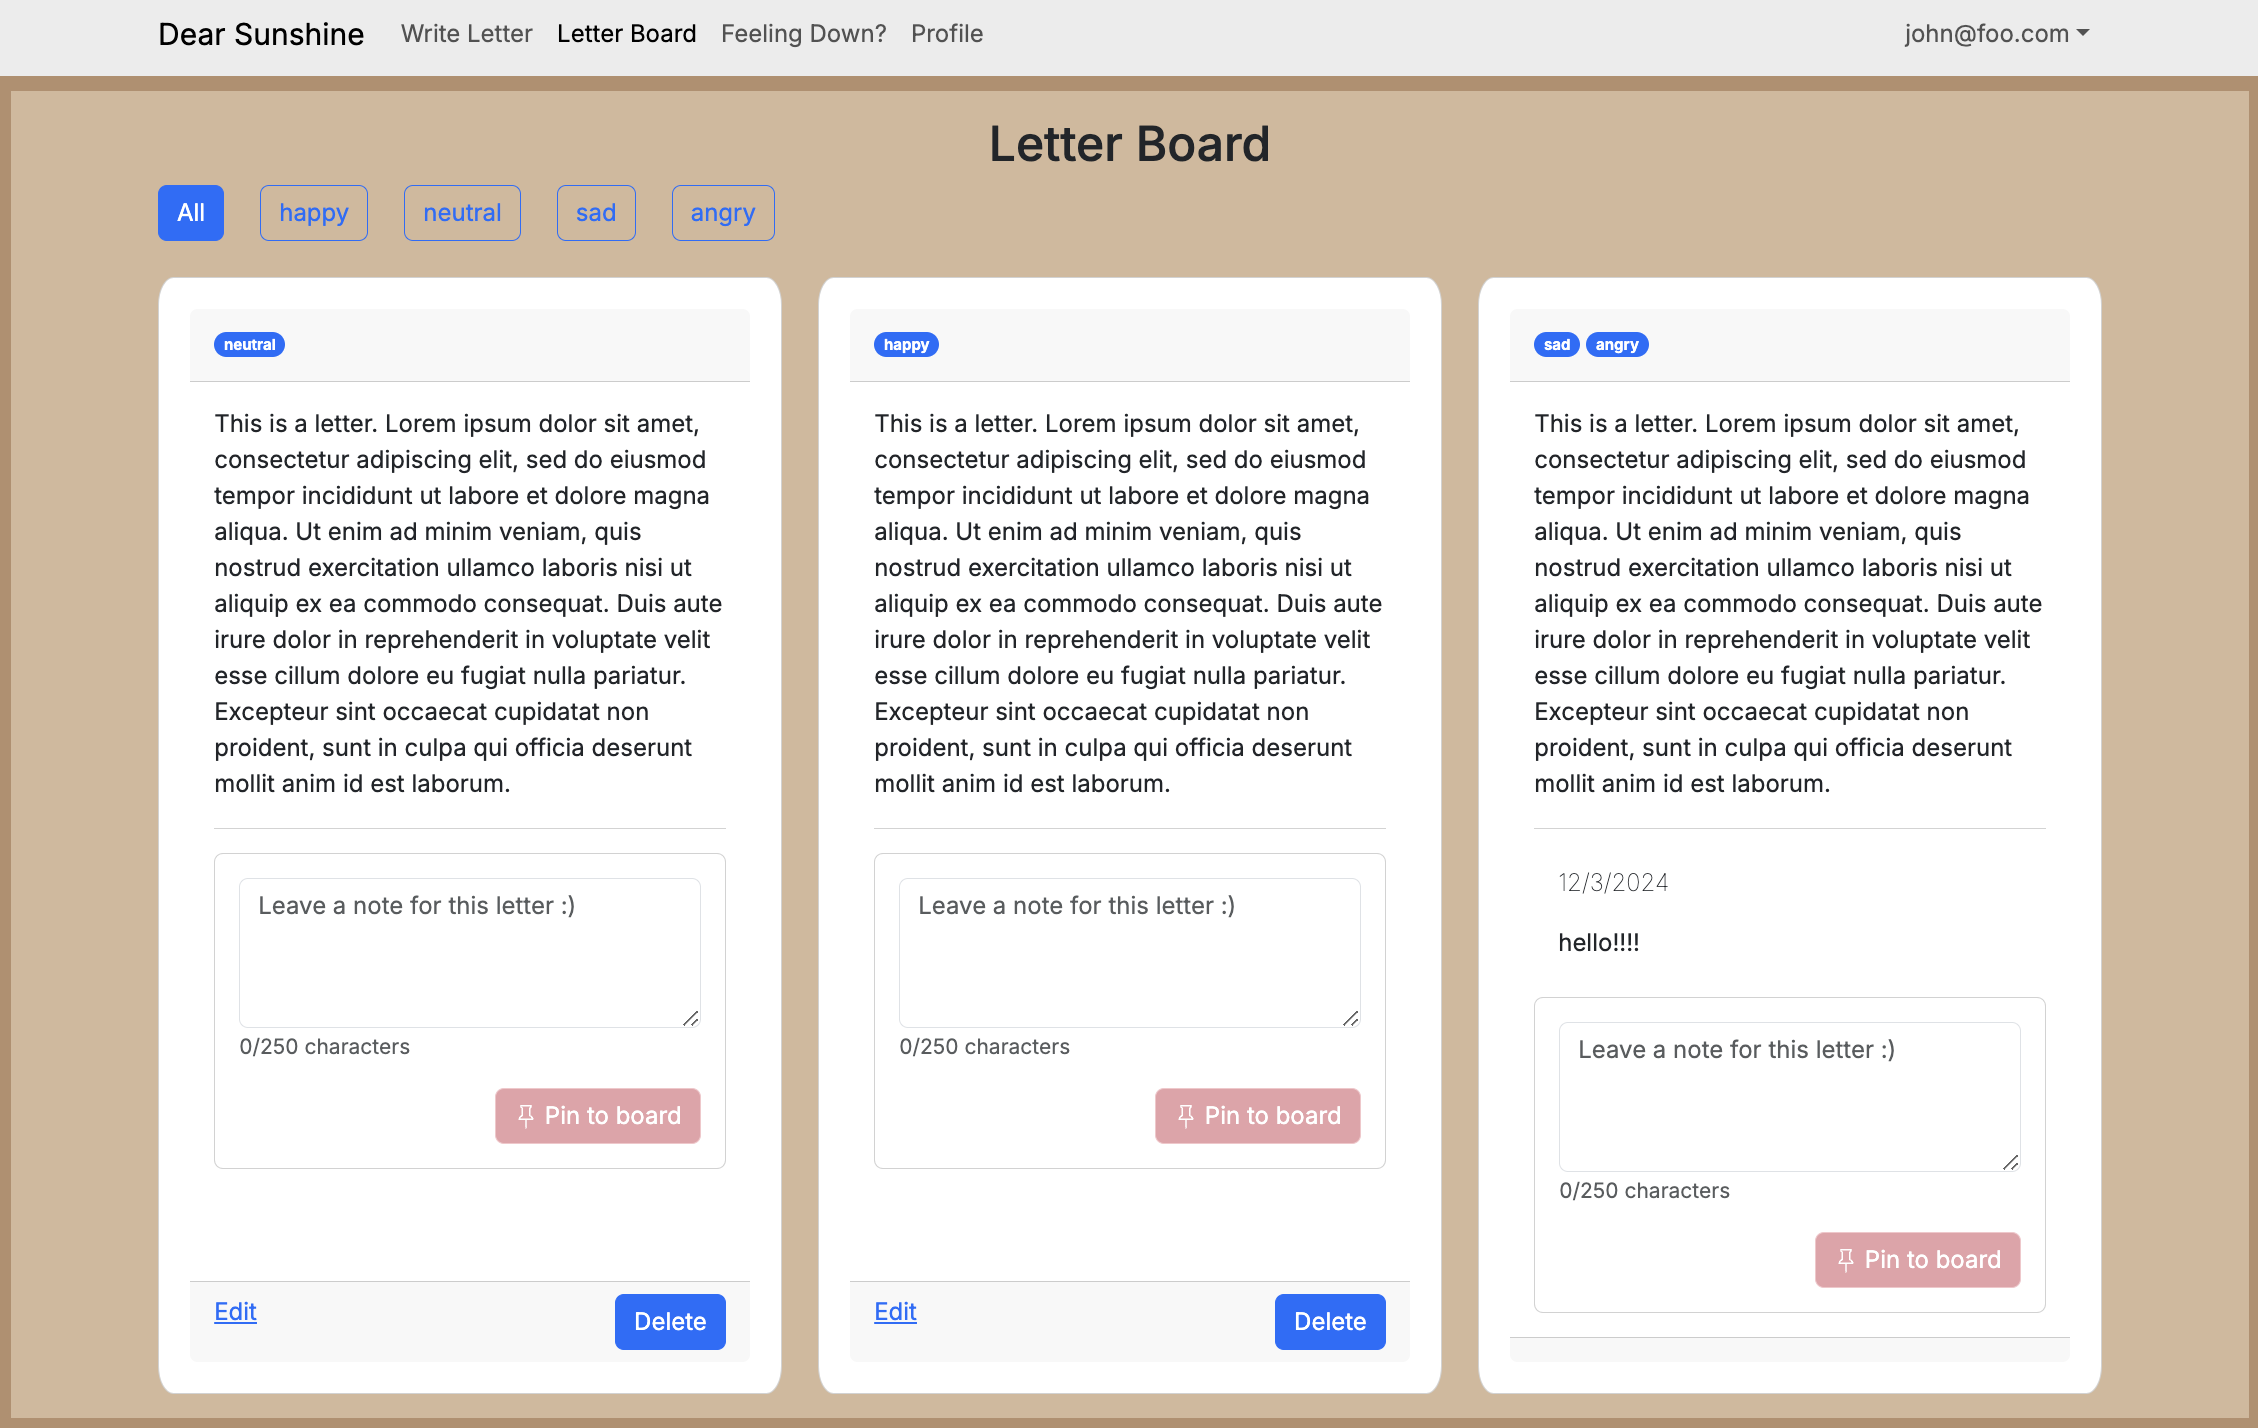 Dear Sunshine Write Letter Letter Board Feeling Down? Profile john@foo.com
Letter Board
All happy neutral sad angry
neutral
This is a letter. Lorem ipsum dolor sit amet,
consectetur adipiscing elit, sed do eiusmod
tempor incididunt ut labore et dolore magna
aliqua. Ut enim ad minim veniam, quis
nostrud exercitation ullamco laboris nisi ut
aliquip ex ea commodo consequat. Duis aute
irure dolor in reprehenderit in voluptate velit
esse cillum dolore eu fugiat nulla pariatur.
Excepteur sint occaecat cupidatat non
proident, sunt in culpa qui officia deserunt
mollit anim id est laborum.
Leave a note for this letter :)
0/250 characters
Pin to board
Edit Delete
happy
This is a letter. Lorem ipsum dolor sit amet,
consectetur adipiscing elit, sed do eiusmod
tempor incididunt ut labore et dolore magna
aliqua. Ut enim ad minim veniam, quis
nostrud exercitation ullamco laboris nisi ut
aliquip ex ea commodo consequat. Duis aute
irure dolor in reprehenderit in voluptate velit
esse cillum dolore eu fugiat nulla pariatur.
Excepteur sint occaecat cupidatat non
proident, sunt in culpa qui officia deserunt
mollit anim id est laborum.
Leave a note for this letter :)
0/250 characters
Pin to board
Edit Delete
sad angry
This is a letter. Lorem ipsum dolor sit amet,
consectetur adipiscing elit, sed do eiusmod
tempor incididunt ut labore et dolore magna
aliqua. Ut enim ad minim veniam, quis
nostrud exercitation ullamco laboris nisi ut
aliquip ex ea commodo consequat. Duis aute
irure dolor in reprehenderit in voluptate velit
esse cillum dolore eu fugiat nulla pariatur.
Excepteur sint occaecat cupidatat non
proident, sunt in culpa qui officia deserunt
mollit anim id est laborum.
12/3/2024
hello!!!!
Leave a note for this letter :)
0/250 characters
Pin to board